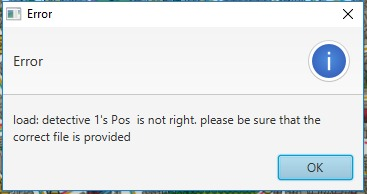 Error
Error
load: detective 1's Pos is not right. please be sure that the
correct file is provided
OK